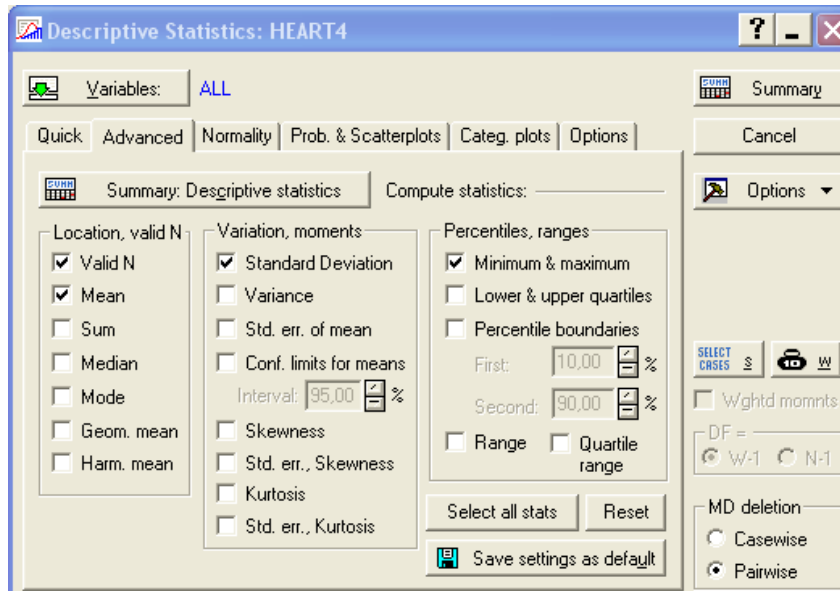 Descriptive Statistics: HEART4
Variables: ALL
Summary
Quick Advanced Normality Prob. & Scatterplots Categ. plots Options
Cancel
Summary: Descriptive statistics Compute statistics:
Options
Location, valid N
Valid N
Mean
Sum
Median
Mode
Geom. mean
Harm. mean
Variation, moments
Standard Deviation
Variance
Std. err. of mean
Conf. limits for means
Interval: 95,00 %
Skewness
Std. err., Skewness
Kurtosis
Std. err., Kurtosis
Percentiles, ranges
Minimum & maximum
Lower & upper quartiles
Percentile boundaries
First: 10,00 %
Second: 90,00 %
Range Quartile
range
Select all stats Reset
Save settings as default
SELECT
CASES S W
Wghtd momnts
DF =
W-1 N-1
MD deletion
Casewise
Pairwise